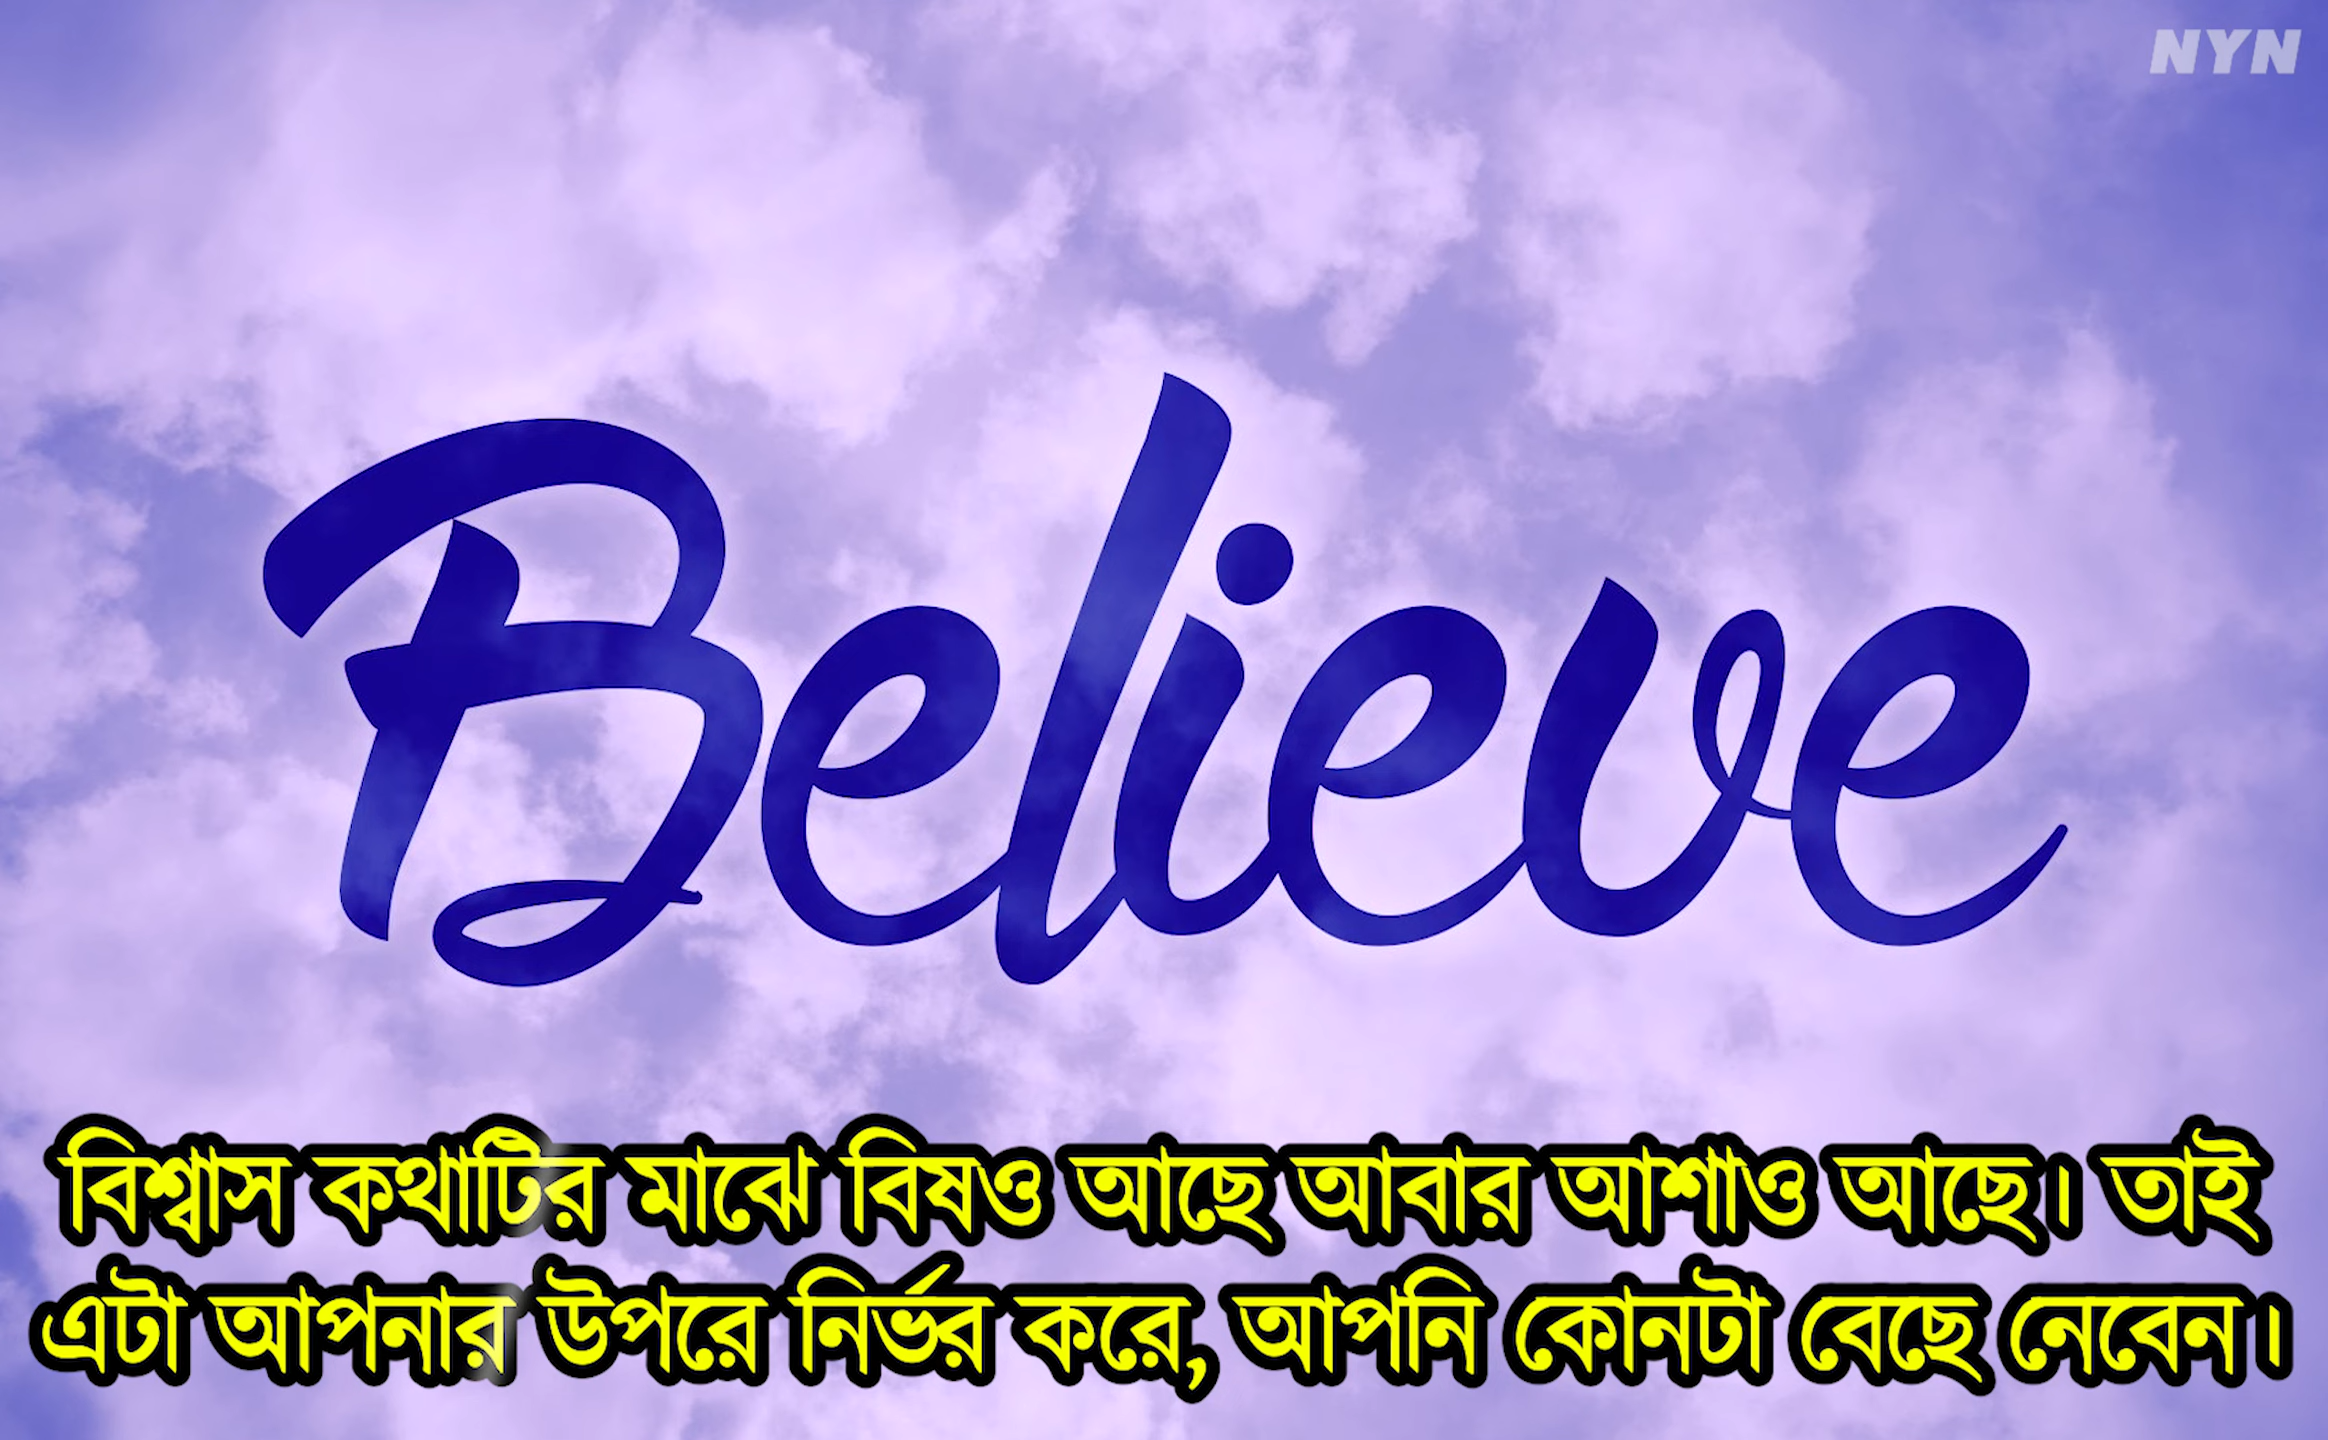 NYN
Believe
বিশ্বাস কথাটির মাঝে বিষও আছে আবার আশাও আছে। তাই
এটা আপনার উপরে নির্ভর করে, আপনি কোনটা বেছে নেবেন।